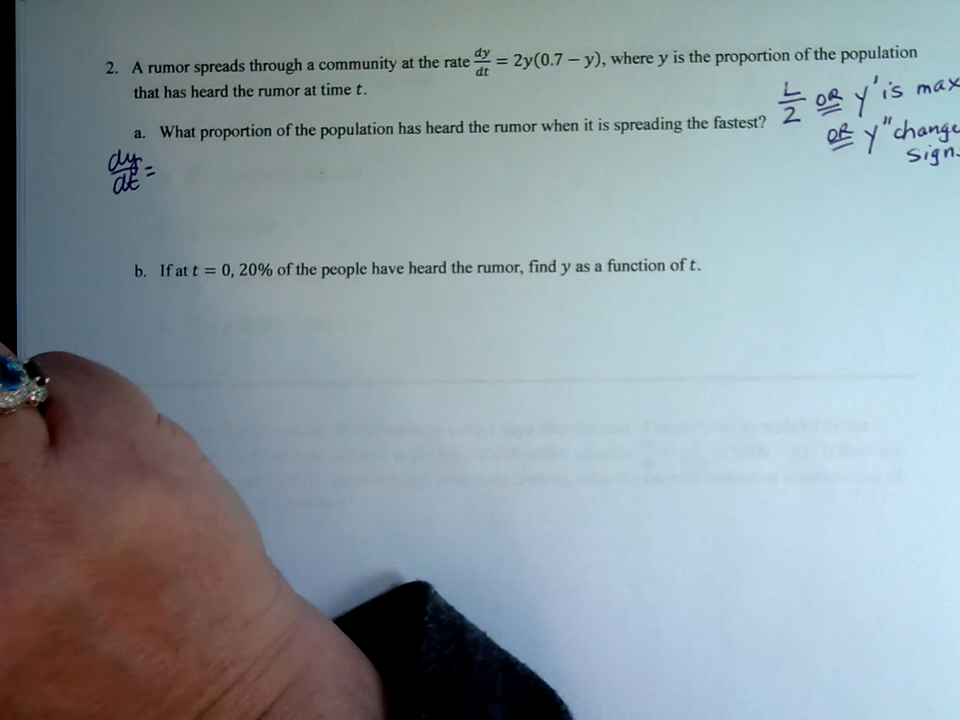 2. A rumor spreads through a community at the rate dy/dt = 2y(0.7 − y), where y is the proportion of the population
that has heard the rumor at time t.
L/2 OR y' is max
a. What proportion of the population has heard the rumor when it is spreading the fastest?
OR y" change
sign.
dy/dt =
b. If at t = 0, 20% of the people have heard the rumor, find y as a function of t.